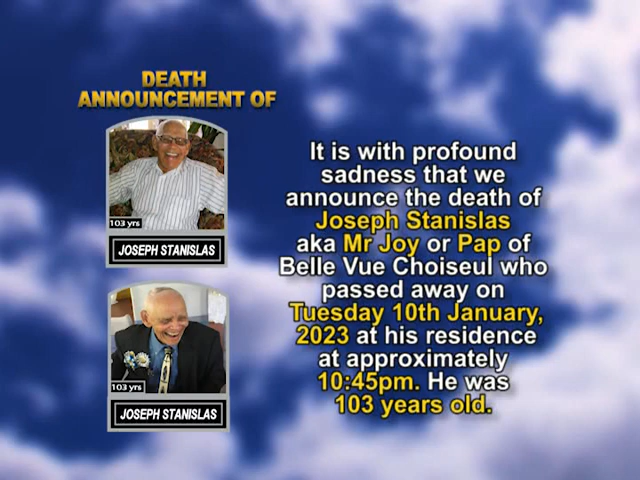 DEATH
ANNOUNCEMENT OF
103 yrs
JOSEPH STANISLAS
103 yrs
JOSEPH STANISLAS
It is with profound
sadness that we
announce the death of
Joseph Stanislas
aka Mr Joy or Pap of
Belle Vue Choiseul who
passed away on
Tuesday 10th January,
2023 at his residence
at approximately
10:45pm. He was
103 years old.